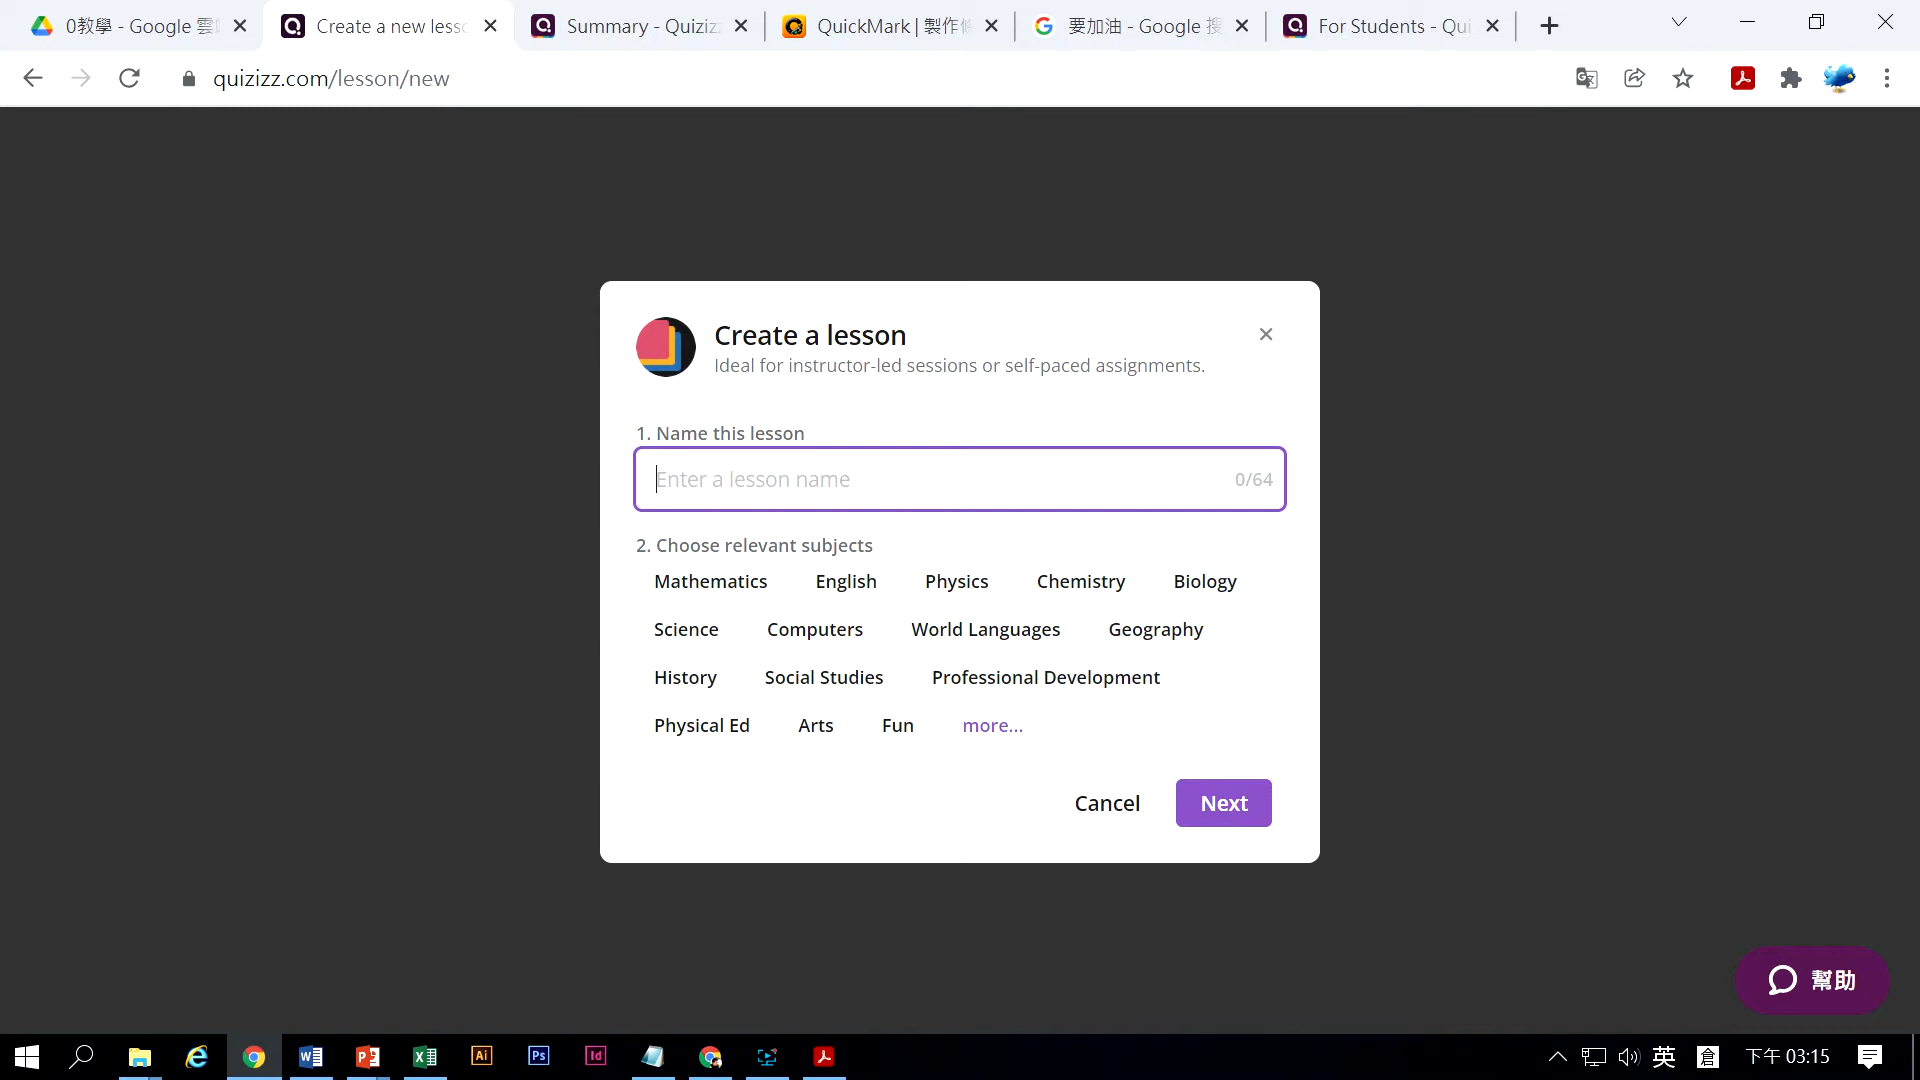 0教學 - Google 雲
Create a new lesso
Summary - Quizizz
QuickMark | 製作
要加油 - Google 搜
For Students - Qui
quizizz.com/lesson/new
Create a lesson
Ideal for instructor-led sessions or self-paced assignments.
1. Name this lesson
Enter a lesson name 0/64
2. Choose relevant subjects
Mathematics English Physics Chemistry Biology
Science Computers World Languages Geography
History Social Studies Professional Development
Physical Ed Arts Fun more...
Cancel Next
幫助
英 倉 下午 03:15